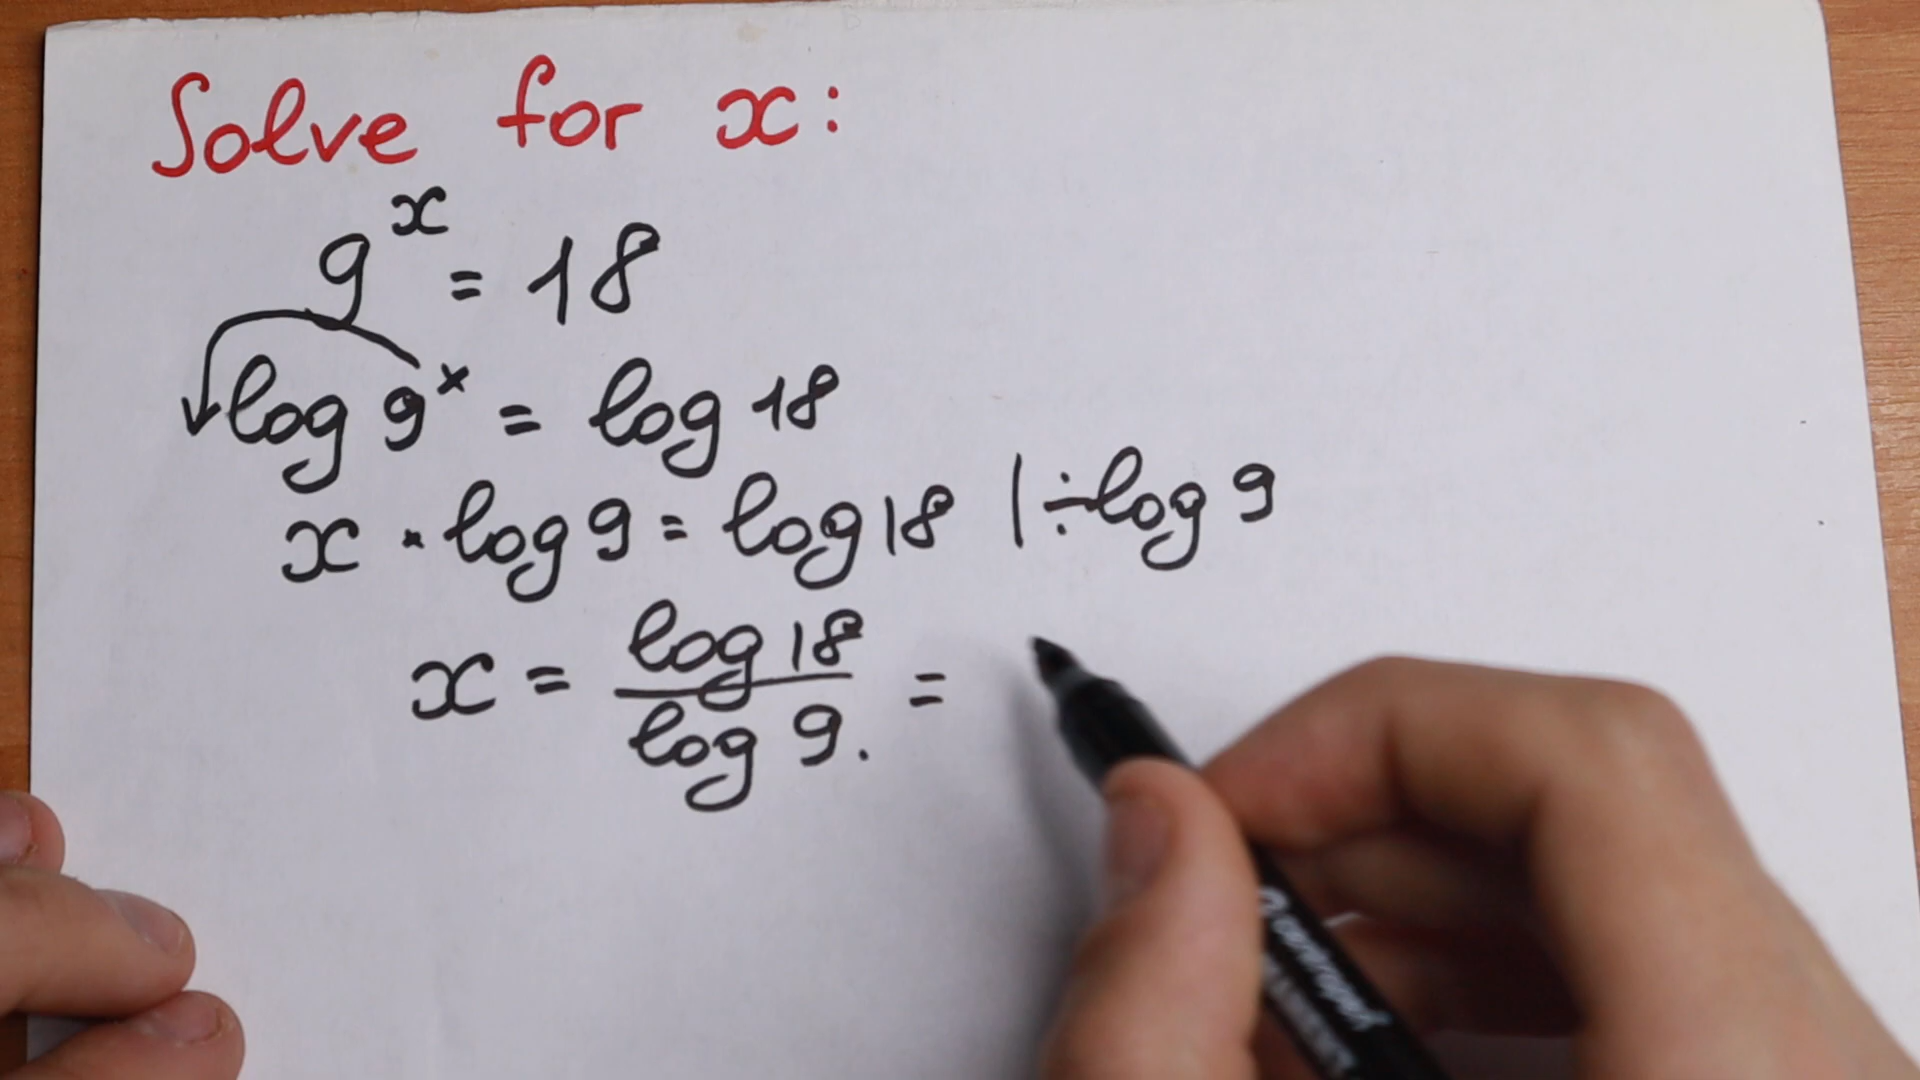 Solve for x:
9^x = 18
log 9^x = log 18
x · log 9 = log 18 | ÷ log 9
x = log 18 / log 9. =